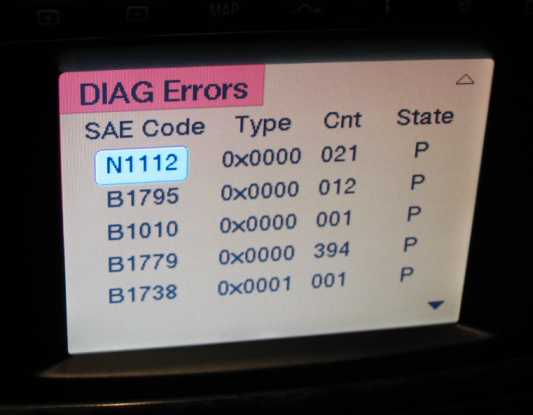 MAP
DIAG Errors
SAE Code Type Cnt State
N1112 0x0000 021 P
B1795 0x0000 012 P
B1010 0x0000 001 P
B1779 0x0000 394 P
B1738 0x0001 001 P